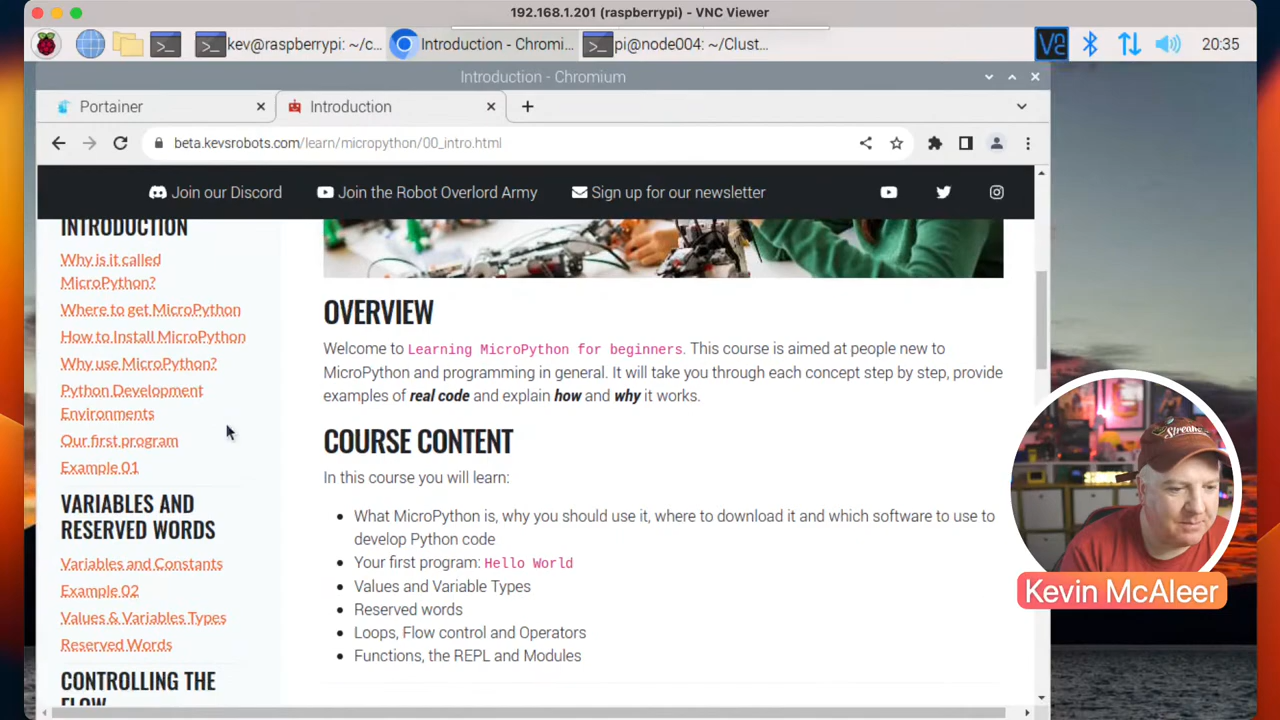 192.168.1.201 (raspberrypi) - VNC Viewer
kev@raspberrypi: ~/c...
Introduction - Chromi...
pi@node004: ~/Clust...
20:35
Introduction - Chromium
Portainer
Introduction
beta.kevsrobots.com/learn/micropython/00_intro.html
Join our Discord
Join the Robot Overlord Army
Sign up for our newsletter
INTRODUCTION
Why is it called
MicroPython?
Where to get MicroPython
How to Install MicroPython
Why use MicroPython?
Python Development
Environments
Our first program
Example 01
VARIABLES AND
RESERVED WORDS
Variables and Constants
Example 02
Values & Variables Types
Reserved Words
CONTROLLING THE
FLOW
OVERVIEW
Welcome to Learning MicroPython for beginners. This course is aimed at people new to
MicroPython and programming in general. It will take you through each concept step by step, provide
examples of real code and explain how and why it works.
COURSE CONTENT
In this course you will learn:
What MicroPython is, why you should use it, where to download it and which software to use to
develop Python code
Your first program: Hello World
Values and Variable Types
Reserved words
Loops, Flow control and Operators
Functions, the REPL and Modules
Kevin McAleer